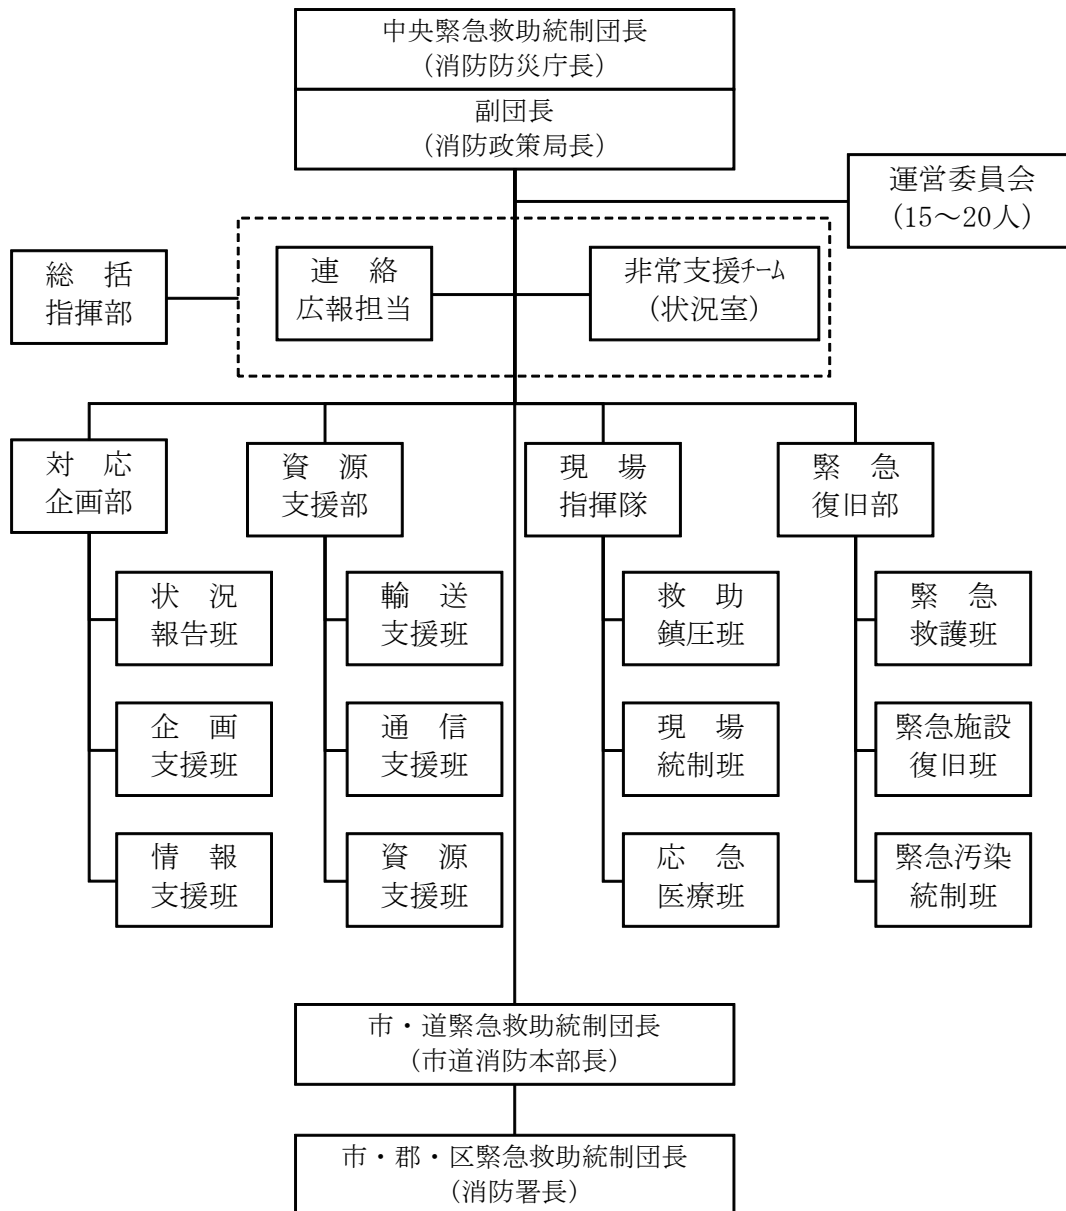 中央緊急救助統制団長
（消防防災庁長）
副団長
（消防政策局長）
運営委員会
（15～20人）
総　括
指揮部
連　絡
広報担当
非常支援ﾁｰﾑ
（状況室）
対　応
企画部
資　源
支援部
現　場
指揮隊
緊　急
復旧部
状　況
報告班
輸　送
支援班
救　助
鎮圧班
緊　急
救護班
企　画
支援班
通　信
支援班
現　場
統制班
緊急施設
復旧班
情　報
支援班
資　源
支援班
応　急
医療班
緊急汚染
統制班
市・道緊急救助統制団長
（市道消防本部長）
市・郡・区緊急救助統制団長
（消防署長）